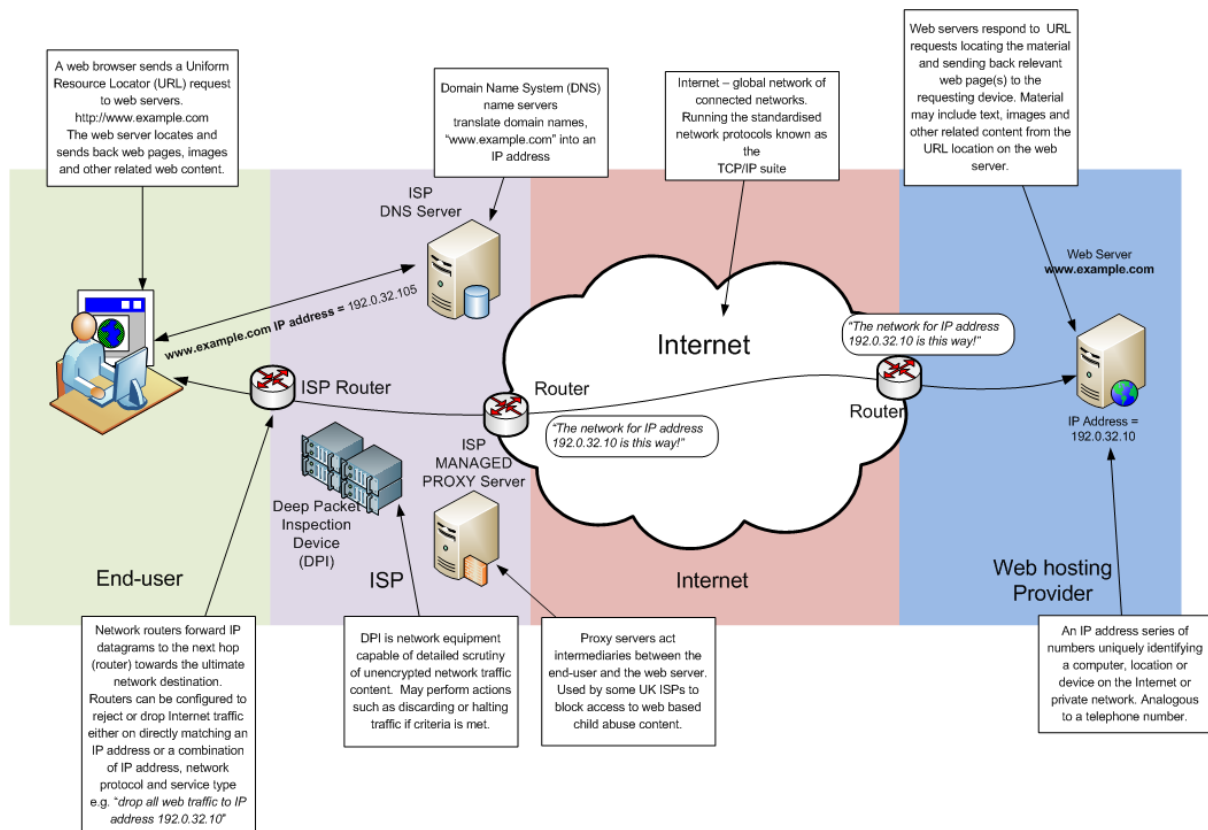 A web browser sends a Uniform
Resource Locator (URL) request
to web servers.
http://www.example.com
The web server locates and
sends back web pages, images
and other related web content.
Domain Name System (DNS)
name servers
translate domain names,
"www.example.com" into an
IP address
Internet – global network of
connected networks.
Running the standardised
network protocols known as
the
TCP/IP suite
Web servers respond to URL
requests locating the material
and sending back relevant
web page(s) to the
requesting device. Material
may include text, images and
other related content from the
URL location on the web
server.
ISP
DNS Server
www.example.com IP address = 192.0.32.105
Web Server
www.example.com
Internet
"The network for IP address
192.0.32.10 is this way!"
ISP Router
Router
"The network for IP address
192.0.32.10 is this way!"
Router
IP Address =
192.0.32.10
ISP
MANAGED
PROXY Server
Deep Packet
Inspection
Device
(DPI)
End-user
ISP
Internet
Web hosting
Provider
Network routers forward IP
datagrams to the next hop
(router) towards the ultimate
network destination.
Routers can be configured to
reject or drop Internet traffic
either on directly matching an
IP address or a combination
of IP address, network
protocol and service type
e.g. "drop all web traffic to IP
address 192.0.32.10"
DPI is network equipment
capable of detailed scrutiny
of unencrypted network traffic
content. May perform actions
such as discarding or halting
traffic if criteria is met.
Proxy servers act
intermediaries between the
end-user and the web server.
Used by some UK ISPs to
block access to web based
child abuse content.
An IP address series of
numbers uniquely identifying
a computer, location or
device on the Internet or
private network. Analogous
to a telephone number.